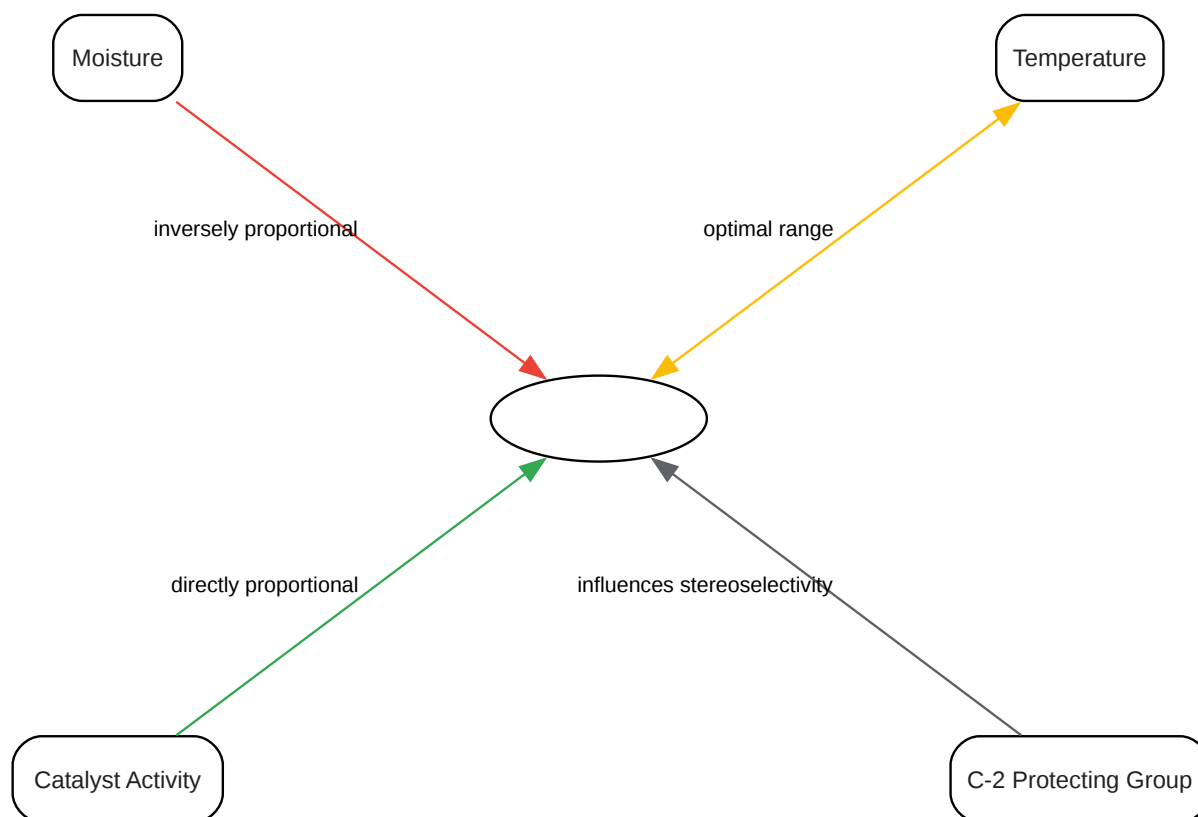 Moisture
Temperature
inversely proportional
optimal range
directly proportional
influences stereoselectivity
Catalyst Activity
C-2 Protecting Group